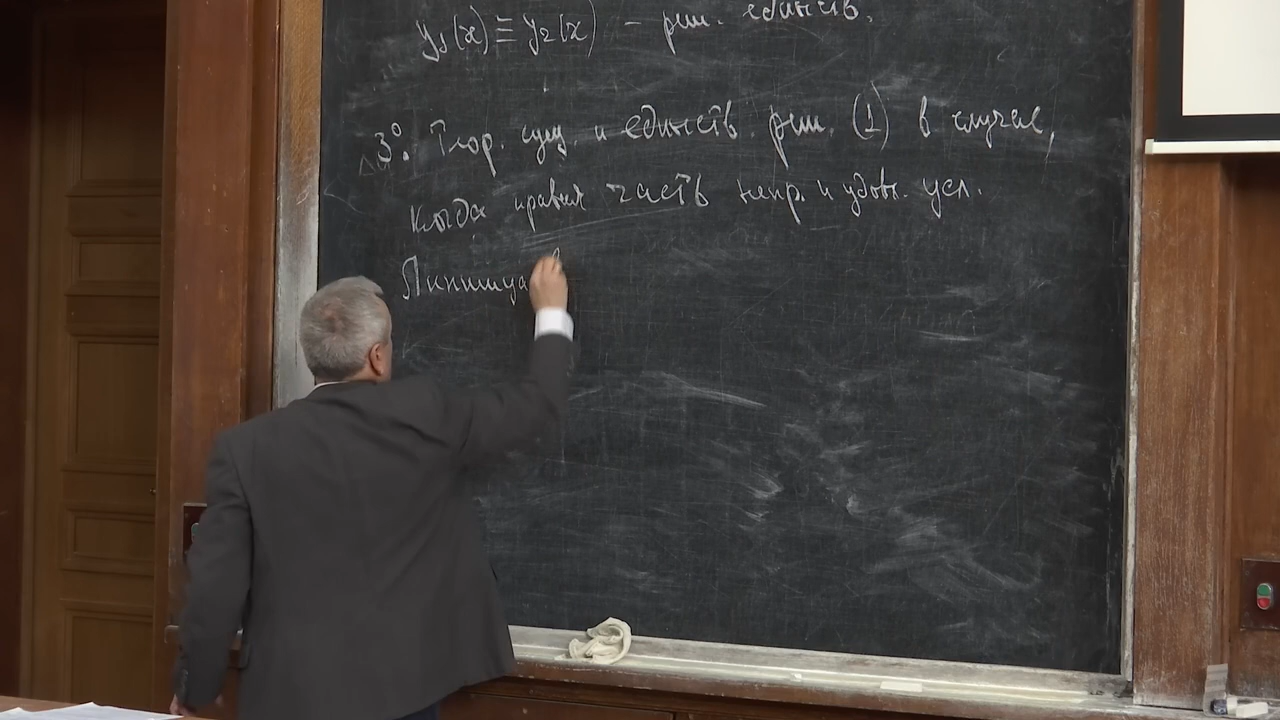 y₁(x) ≡ y₂(x) – реш. единств.
3°. Теор. сущ. и единств. реш. (1) в случае,
когда правая часть непр. и удовл. усл.
Липшица